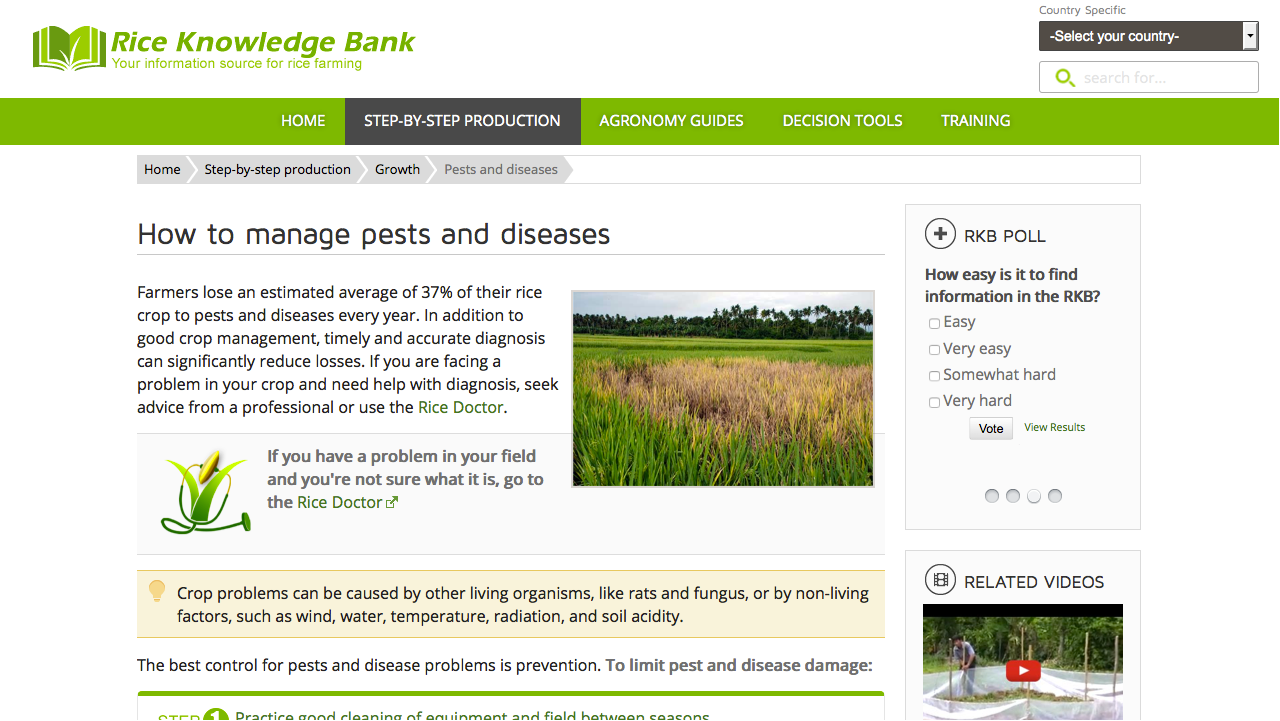 Country Specific
Rice Knowledge Bank
Your information source for rice farming
-Select your country-
search for...
HOME
STEP-BY-STEP PRODUCTION
AGRONOMY GUIDES
DECISION TOOLS
TRAINING
Home
Step-by-step production
Growth
Pests and diseases
How to manage pests and diseases
Farmers lose an estimated average of 37% of their rice
crop to pests and diseases every year. In addition to
good crop management, timely and accurate diagnosis
can significantly reduce losses. If you are facing a
problem in your crop and need help with diagnosis, seek
advice from a professional or use the Rice Doctor.
If you have a problem in your field
and you're not sure what it is, go to
the Rice Doctor
Crop problems can be caused by other living organisms, like rats and fungus, or by non-living
factors, such as wind, water, temperature, radiation, and soil acidity.
The best control for pests and disease problems is prevention. To limit pest and disease damage:
STEP 1 Practice good cleaning of equipment and field between seasons
RKB POLL
How easy is it to find
information in the RKB?
Easy
Very easy
Somewhat hard
Very hard
Vote
View Results
RELATED VIDEOS